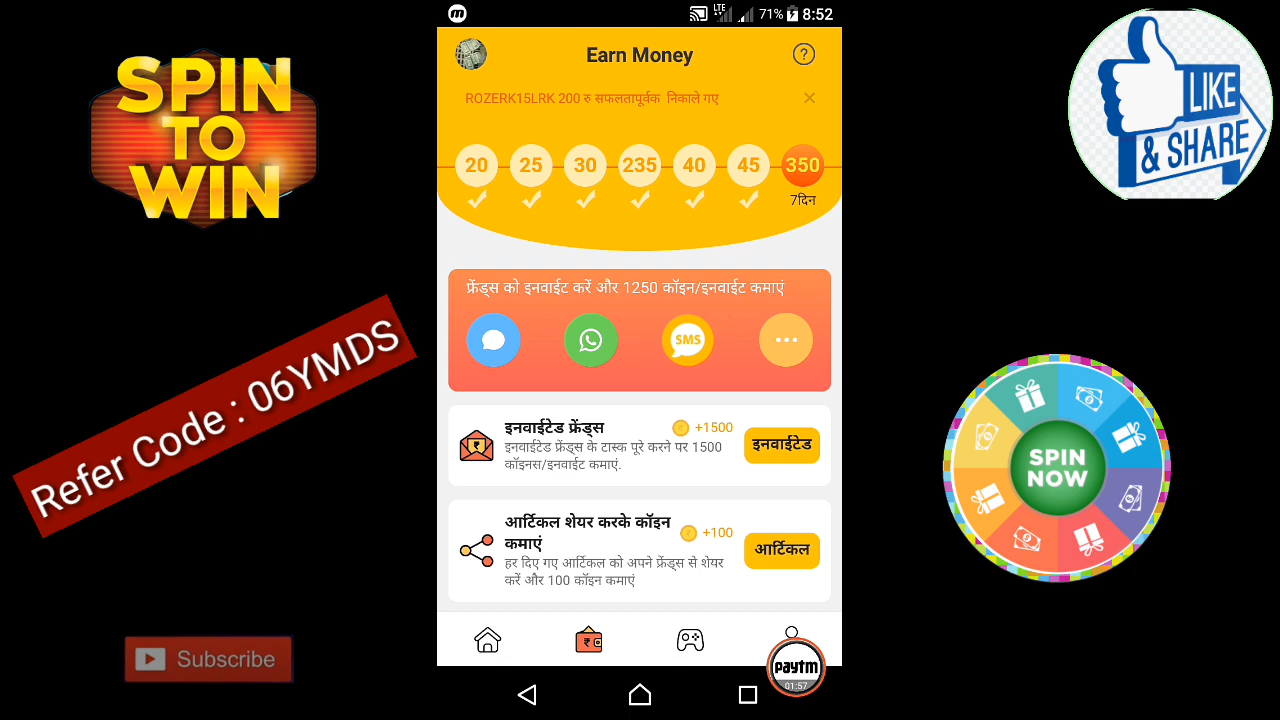 SPIN
TO
WIN
Refer Code : 06YMDS
Subscribe
LTE 71% 8:52
Earn Money
?
ROZERK15LRK 200 रु सफलतापूर्वक निकाले गए ×
20 25 30 235 40 45 350
7दिन
फ्रेंड्स को इनवाईट करें और 1250 कॉइन/इनवाईट कमाएं
SMS
इनवाईटेड फ्रेंड्स +1500
इनवाईटेड फ्रेंड्स के टास्क पूरे करने पर 1500
कॉइनस/इनवाईट कमाएं.
इनवाईटेड
आर्टिकल शेयर करके कॉइन
कमाएं
+100
हर दिए गए आर्टिकल को अपने फ्रेंड्स से शेयर
करें और 100 कॉइन कमाएं
आर्टिकल
paytm
01:57
LIKE
& SHARE
SPIN
NOW